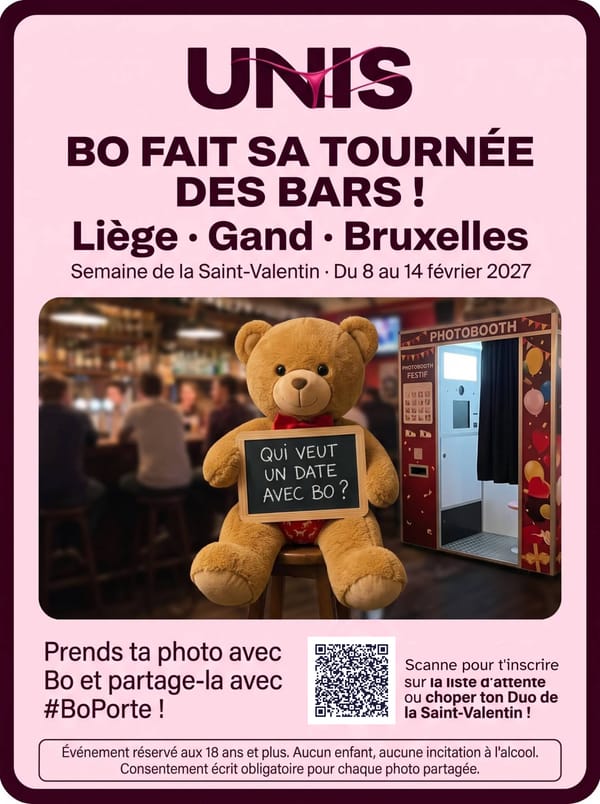 UNIS
BO FAIT SA TOURNÉE
DES BARS !
Liège · Gand · Bruxelles
Semaine de la Saint-Valentin · Du 8 au 14 février 2027
PHOTOBOOTH
PHOTOBOOTH
FESTIF
QUI VEUT
UN DATE
AVEC BO ?
Prends ta photo avec
Bo et partage-la avec
#BoPorte !
Scanne pour t'inscrire
sur la liste d'attente
ou choper ton Duo de
la Saint-Valentin !
Événement réservé aux 18 ans et plus. Aucun enfant, aucune incitation à l'alcool.
Consentement écrit obligatoire pour chaque photo partagée.